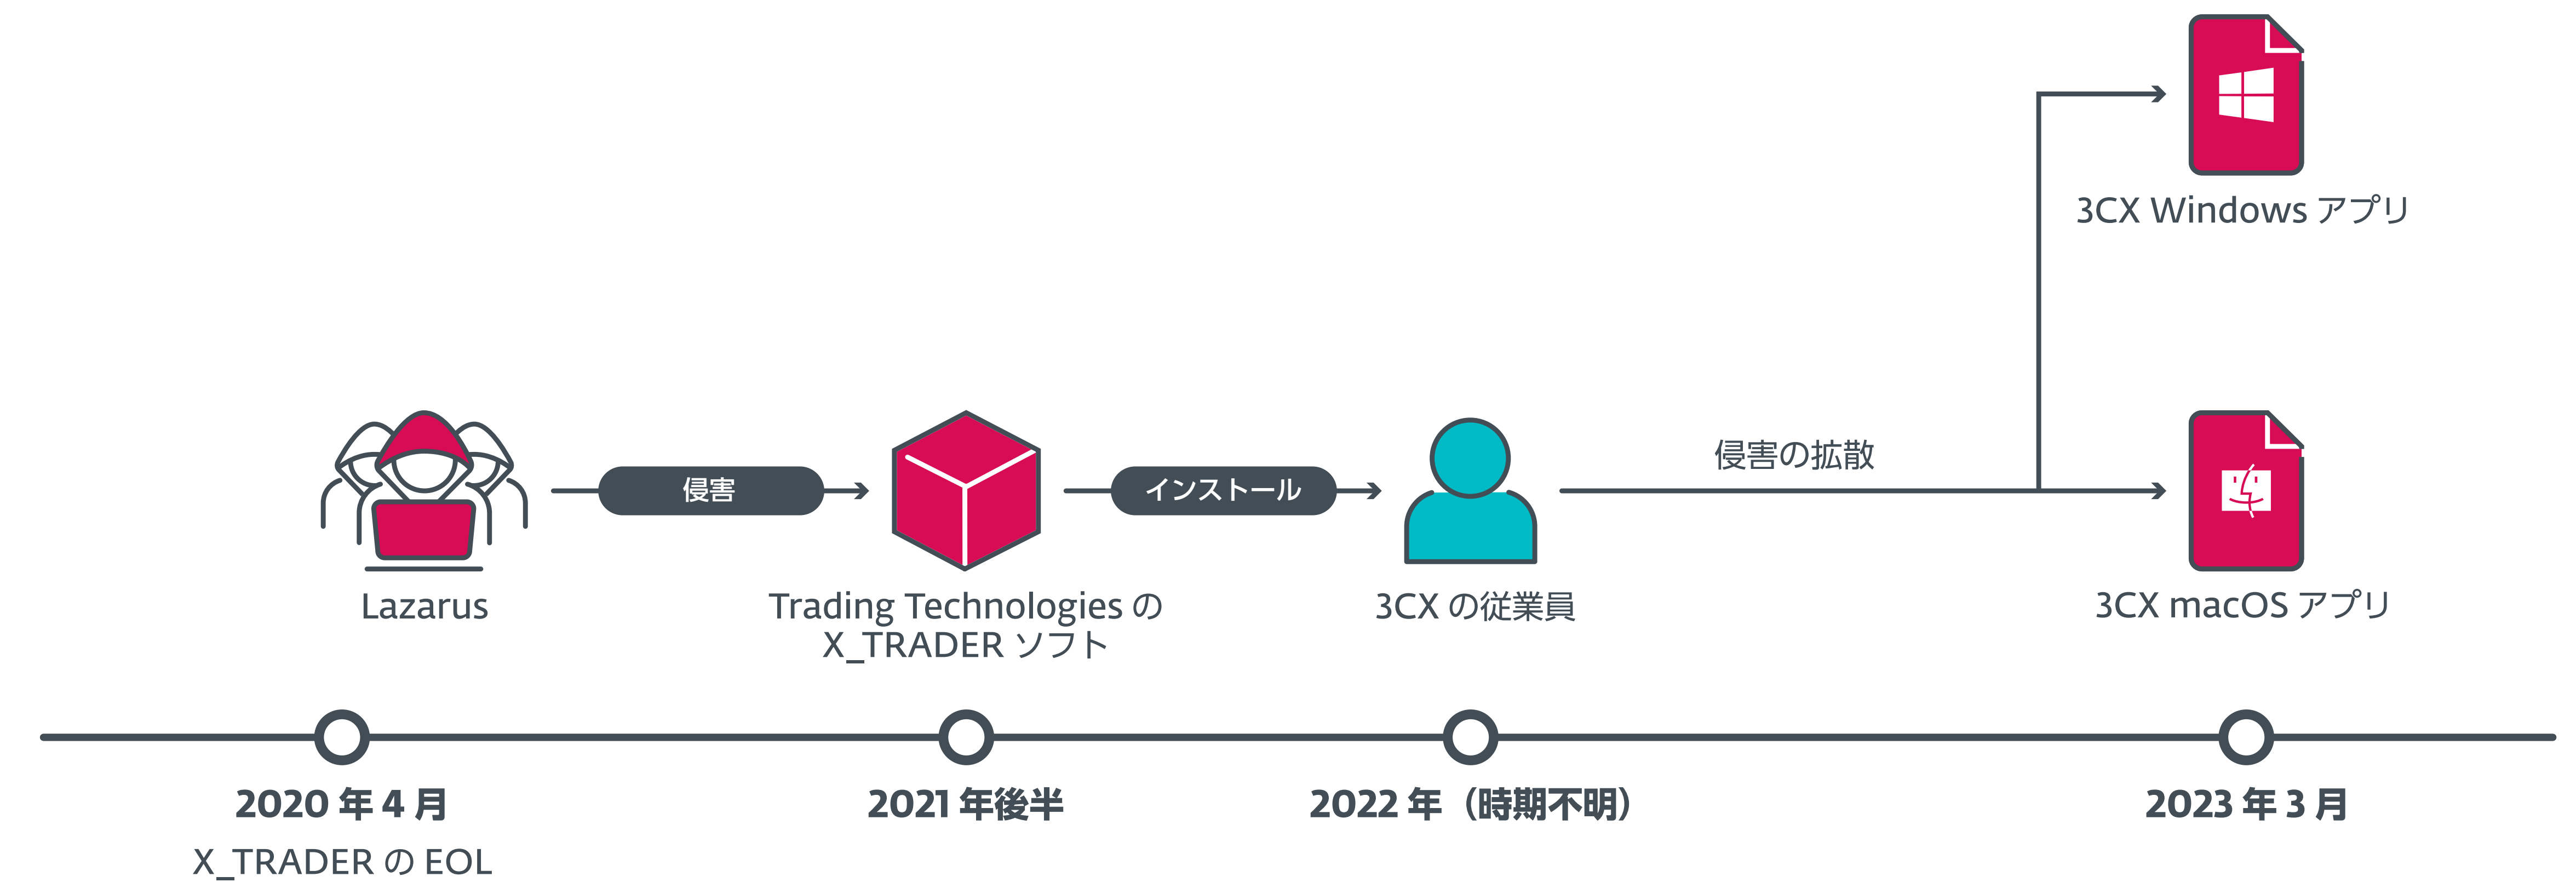 3CX Windows アプリ
侵害
インストール
侵害の拡散
Lazarus
Trading Technologies の
X_TRADER ソフト
3CX の従業員
3CX macOS アプリ
2020 年 4 月
2021 年後半
2022 年（時期不明）
2023 年 3 月
X_TRADER の EOL